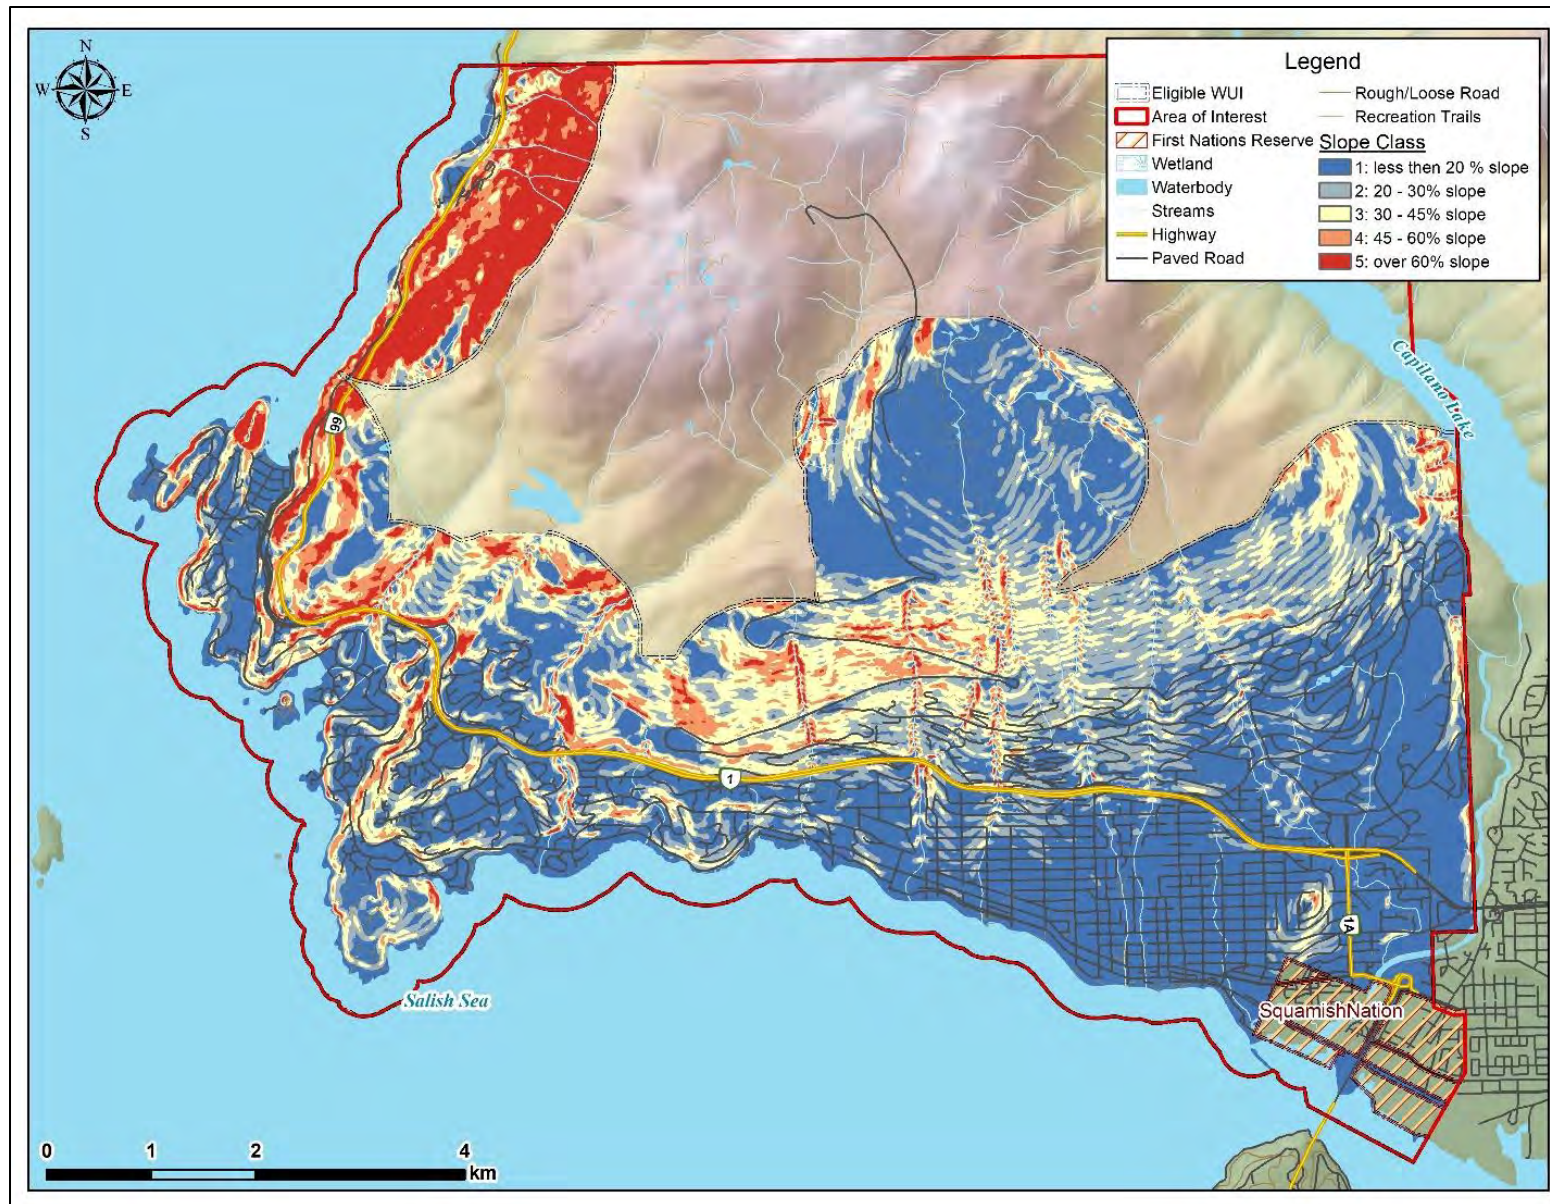 N
W E
S
Legend
Eligible WUI
Area of Interest
First Nations Reserve
Wetland
Waterbody
Streams
Highway
Paved Road
Rough/Loose Road
Recreation Trails
Slope Class
1: less then 20 % slope
2: 20 - 30% slope
3: 30 - 45% slope
4: 45 - 60% slope
5: over 60% slope
Capilano Lake
99
1
1A
SquamishNation
Salish Sea
0 1 2 4
km